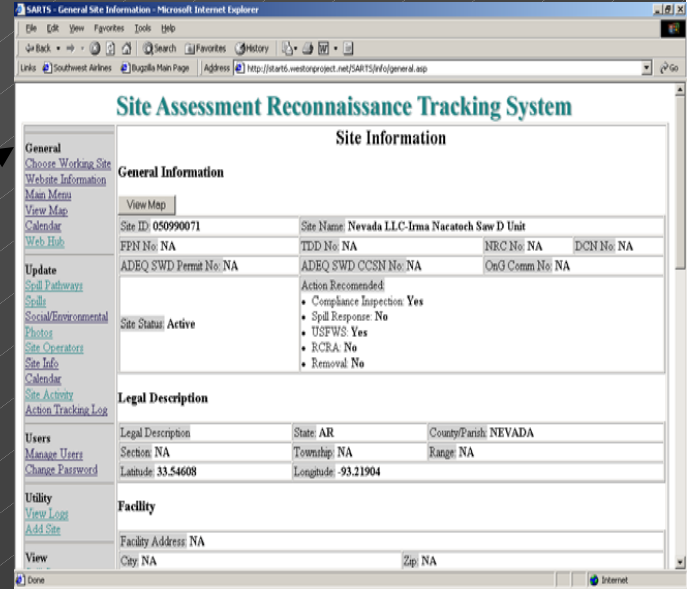 SARTS - General Site Information - Microsoft Internet Explorer
File Edit View Favorites Tools Help
Back Search Favorites History
Links Southwest Airlines Bugzilla Main Page Address http://start6.westonproject.net/SARTS/info/general.asp Go
Site Assessment Reconnaissance Tracking System
General
Choose Working Site
Website Information
Main Menu
View Map
Calendar
Web Hub
Update
Spill Pathways
Spills
Social/Environmental
Photos
Site Operators
Site Info
Calendar
Site Activity
Action Tracking Log
Users
Manage Users
Change Password
Utility
View Logs
Add Site
View
Site Information
General Information
View Map
Site ID: 050990071 Site Name: Nevada LLC-Irma Nacatoch Saw D Unit
FPN No: NA TDD No: NA NRC No: NA DCN No: NA
ADEQ SWD Permit No: NA ADEQ SWD CCSN No: NA OnG Comm No: NA
Site Status: Active
Action Recomended:
• Compliance Inspection: Yes
• Spill Response: No
• USFWS: Yes
• RCRA: No
• Removal: No
Legal Description
Legal Description State: AR County/Parish: NEVADA
Section: NA Township: NA Range: NA
Latitude: 33.54608 Longitude: -93.21904
Facility
Facility Address: NA
City: NA Zip: NA
Done Internet